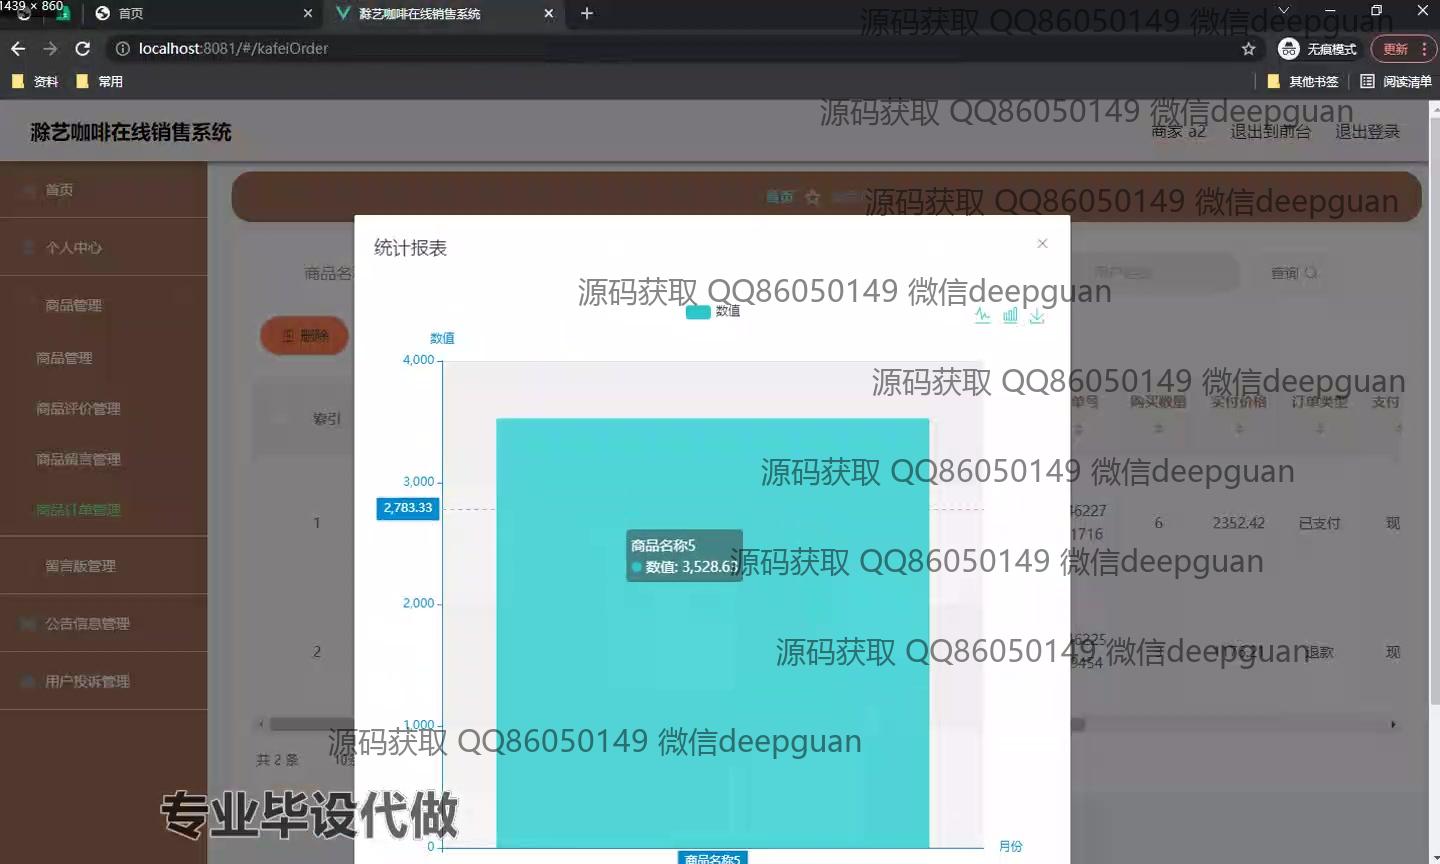 1439 × 860
首页
滁艺咖啡在线销售系统
源码获取 QQ86050149 微信deepguan
localhost:8081/#/kafeiOrder
无痕模式
更新
资料
常用
其他书签
阅读清单
源码获取 QQ86050149 微信deepguan
滁艺咖啡在线销售系统
商家 a2
退出到前台
退出登录
首页
首页
源码获取 QQ86050149 微信deepguan
个人中心
统计报表
商品名
查询
源码获取 QQ86050149 微信deepguan
商品管理
数值
删除
数值
商品管理
4,000
源码获取 QQ86050149 微信deepguan
单号
购买数量
实付价格
订单类型
支付
商品评价管理
索引
商品留言管理
源码获取 QQ86050149 微信deepguan
3,000
2,783.33
商品订单管理
1
6227
1716
6
2352.42
已支付
现
商品名称5
数值: 3,528.63
源码获取 QQ86050149 微信deepguan
留言版管理
2,000
公告信息管理
2
源码获取 QQ86050149 微信deepguan
退款
现
用户投诉管理
1,000
源码获取 QQ86050149 微信deepguan
共 2 条
专业毕设代做
0
月份
商品名称5